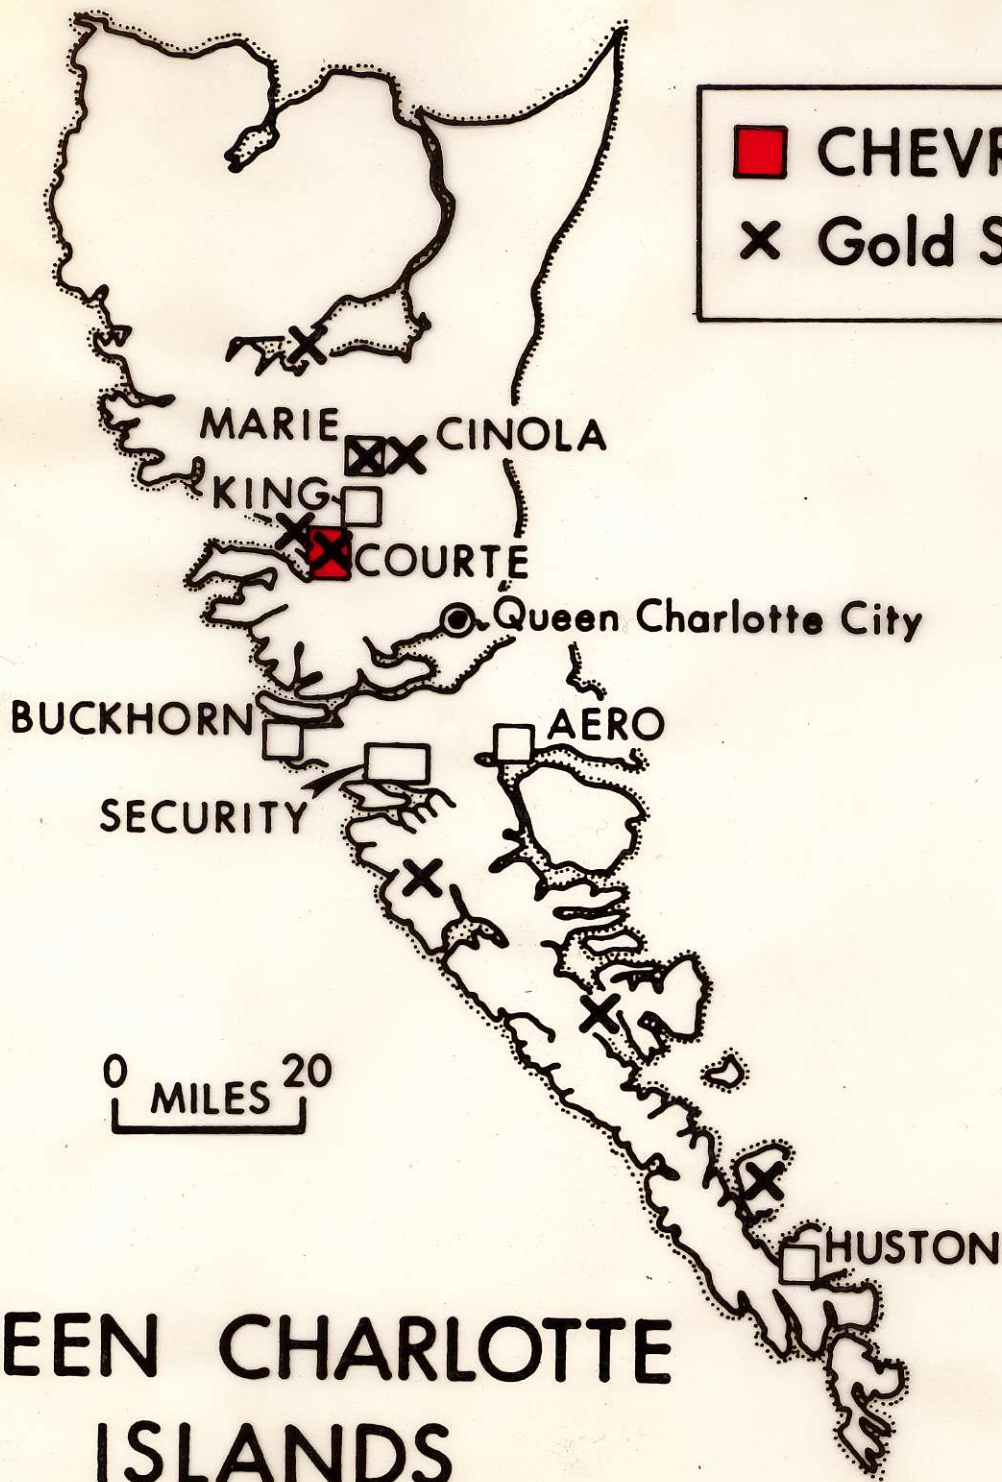 CHEVR
Gold S
MARIE
CINOLA
KING
COURTE
Queen Charlotte City
BUCKHORN
AERO
SECURITY
0 20
MILES
HUSTON
EEN CHARLOTTE
ISLANDS